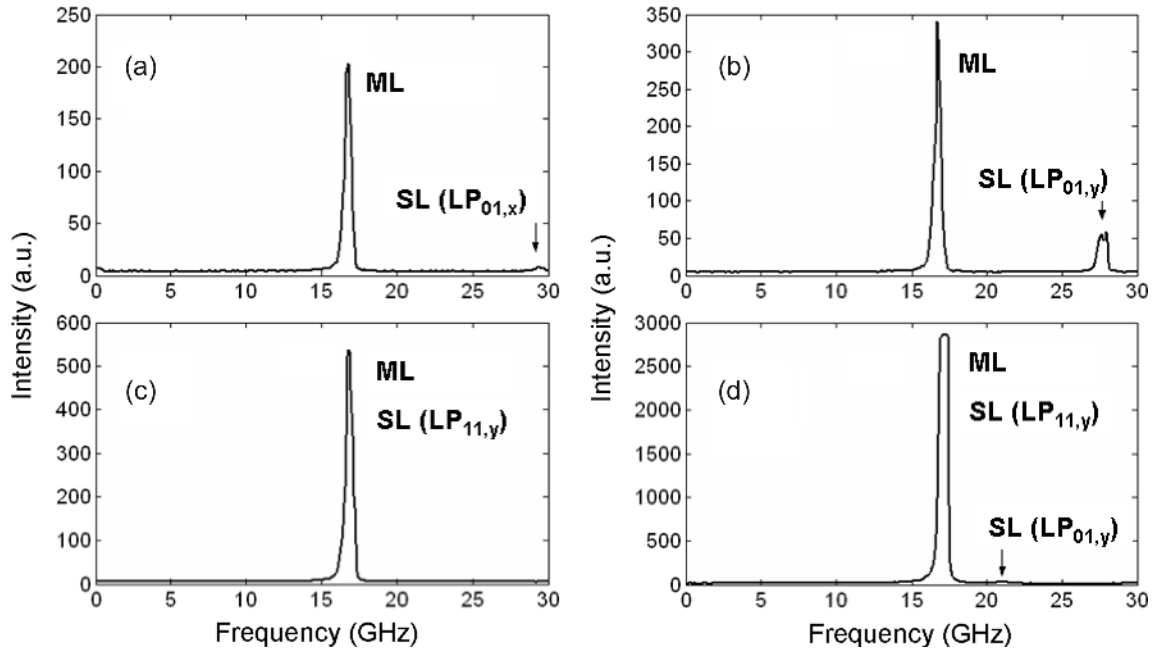 250
200
150
100
50
0
(a)
ML
SL (LP01,x)
0 5 10 15 20 25 30
350
300
250
200
150
100
50
0
(b)
ML
SL (LP01,y)
0 5 10 15 20 25 30
Intensity (a.u.)
Intensity (a.u.)
600
500
400
300
200
100
0
(c)
ML
SL (LP11,y)
0 5 10 15 20 25 30
Frequency (GHz)
3000
2500
2000
1500
1000
500
0
(d)
ML
SL (LP11,y)
SL (LP01,y)
0 5 10 15 20 25 30
Frequency (GHz)